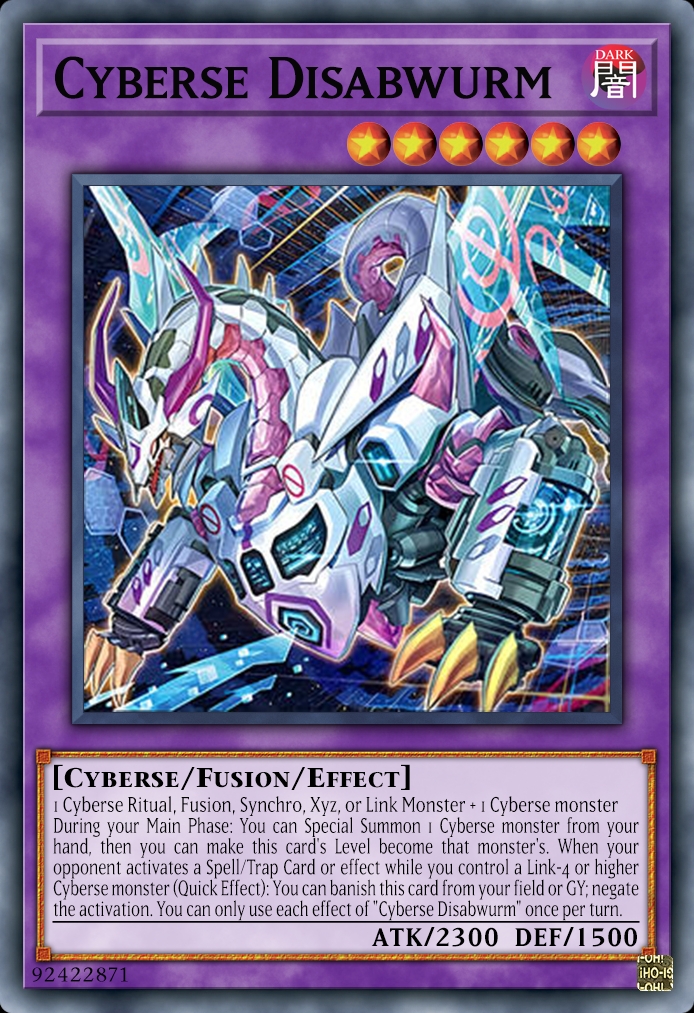 CYBERSE DISABWURM
DARK
闇
[CYBERSE/FUSION/EFFECT]
1 Cyberse Ritual, Fusion, Synchro, Xyz, or Link Monster + 1 Cyberse monster
During your Main Phase: You can Special Summon 1 Cyberse monster from your
hand, then you can make this card's Level become that monster's. When your
opponent activates a Spell/Trap Card or effect while you control a Link-4 or higher
Cyberse monster (Quick Effect): You can banish this card from your field or GY; negate
the activation. You can only use each effect of "Cyberse Disabwurm" once per turn.
ATK/2300 DEF/1500
92422871